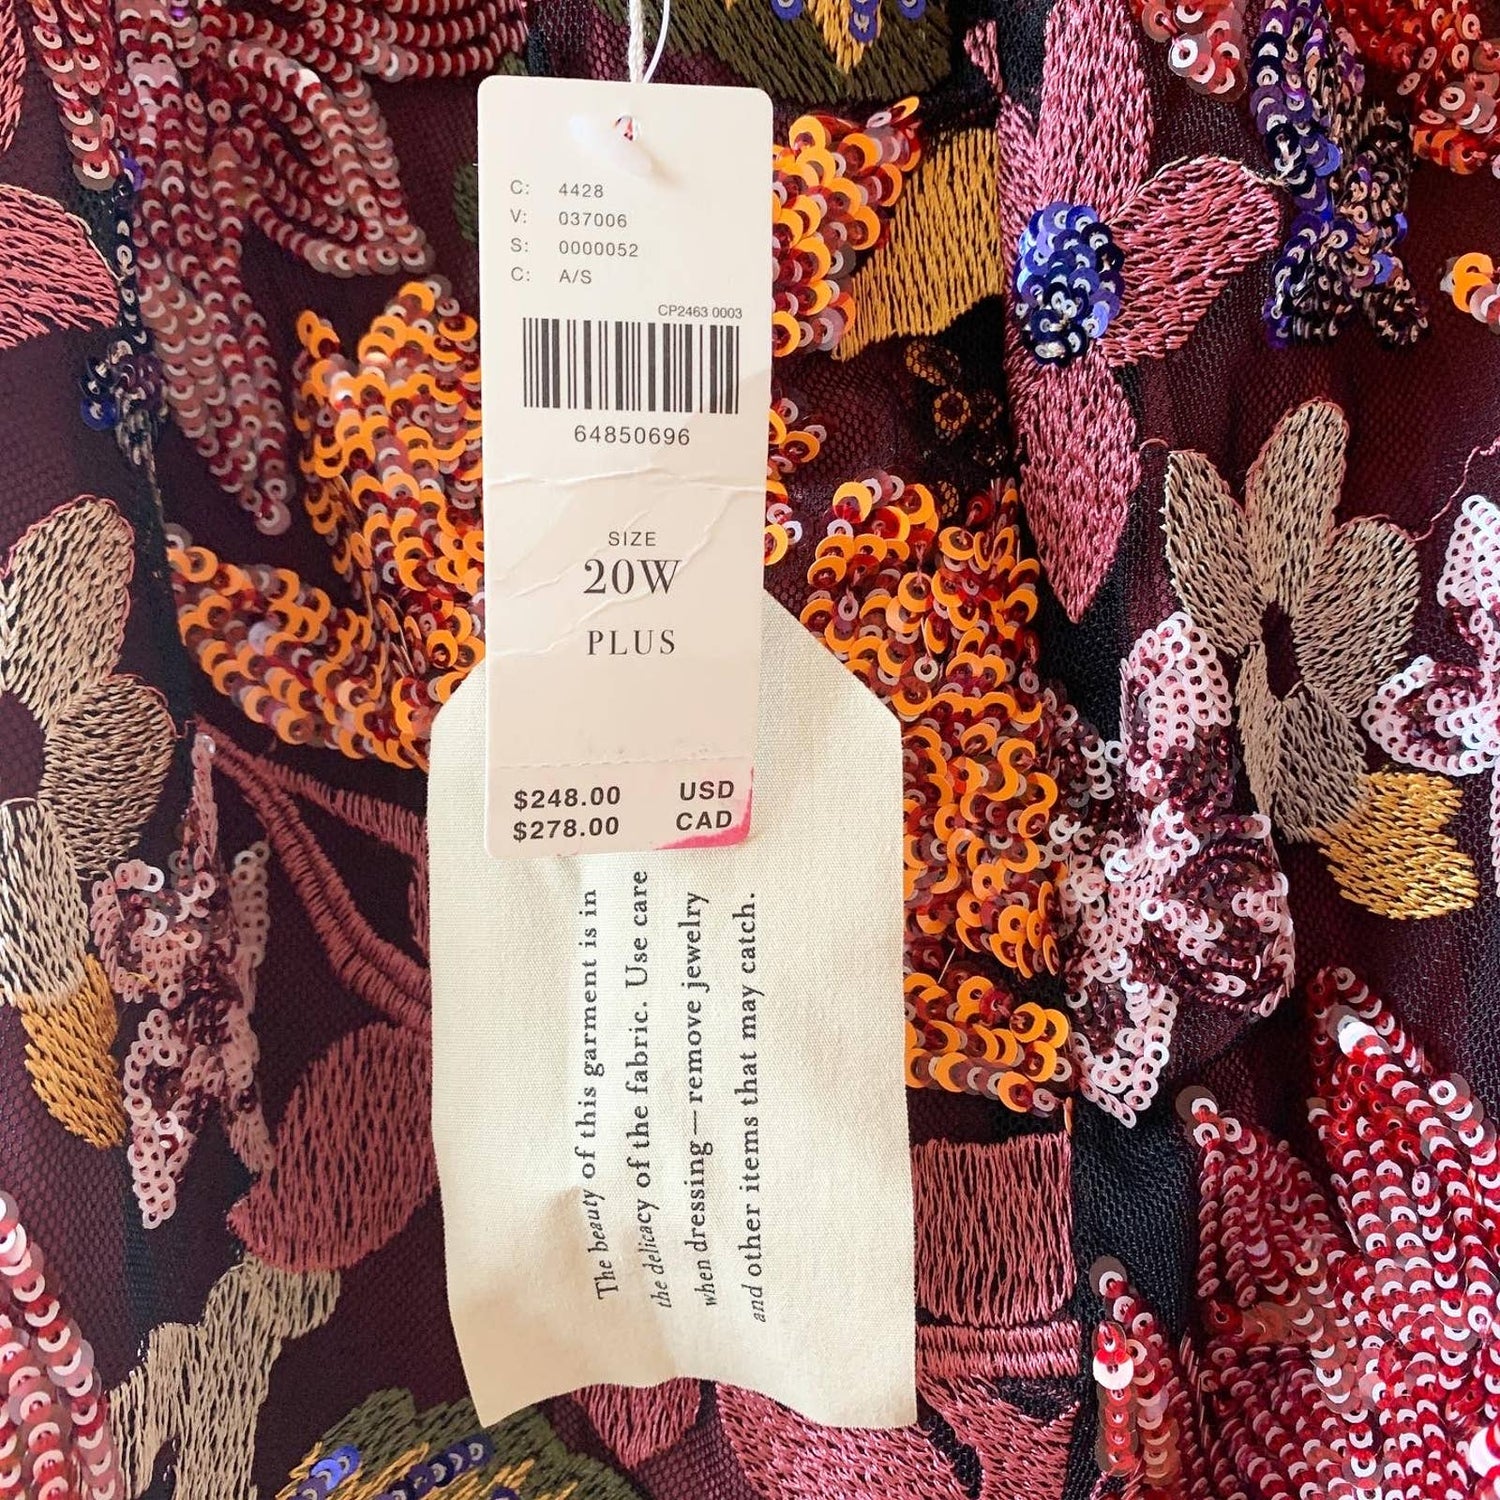 C: 4428
V: 037006
S: 0000052
C: A/S
CP2463 0003
64850696
SIZE
20W
PLUS
$248.00 USD
$278.00 CAD
The beauty of this garment is in
the delicacy of the fabric. Use care
when dressing—remove jewelry
and other items that may catch.